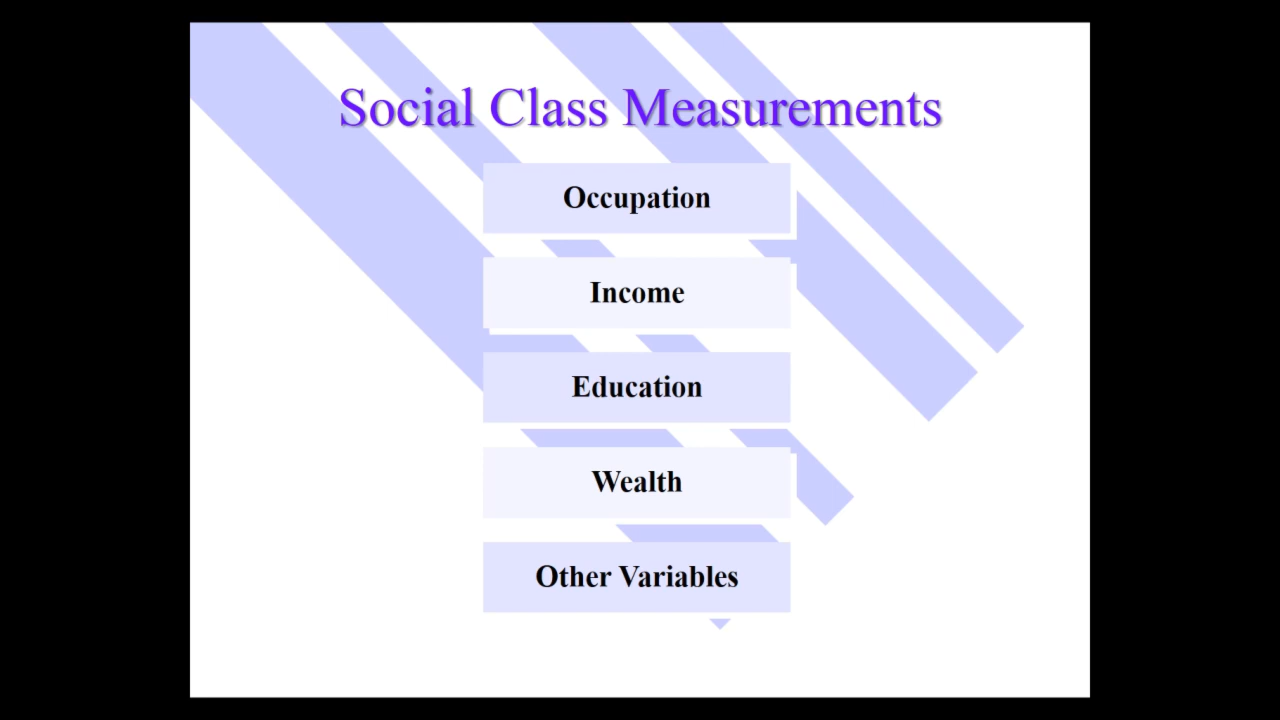 Social Class Measurements
Occupation
Income
Education
Wealth
Other Variables